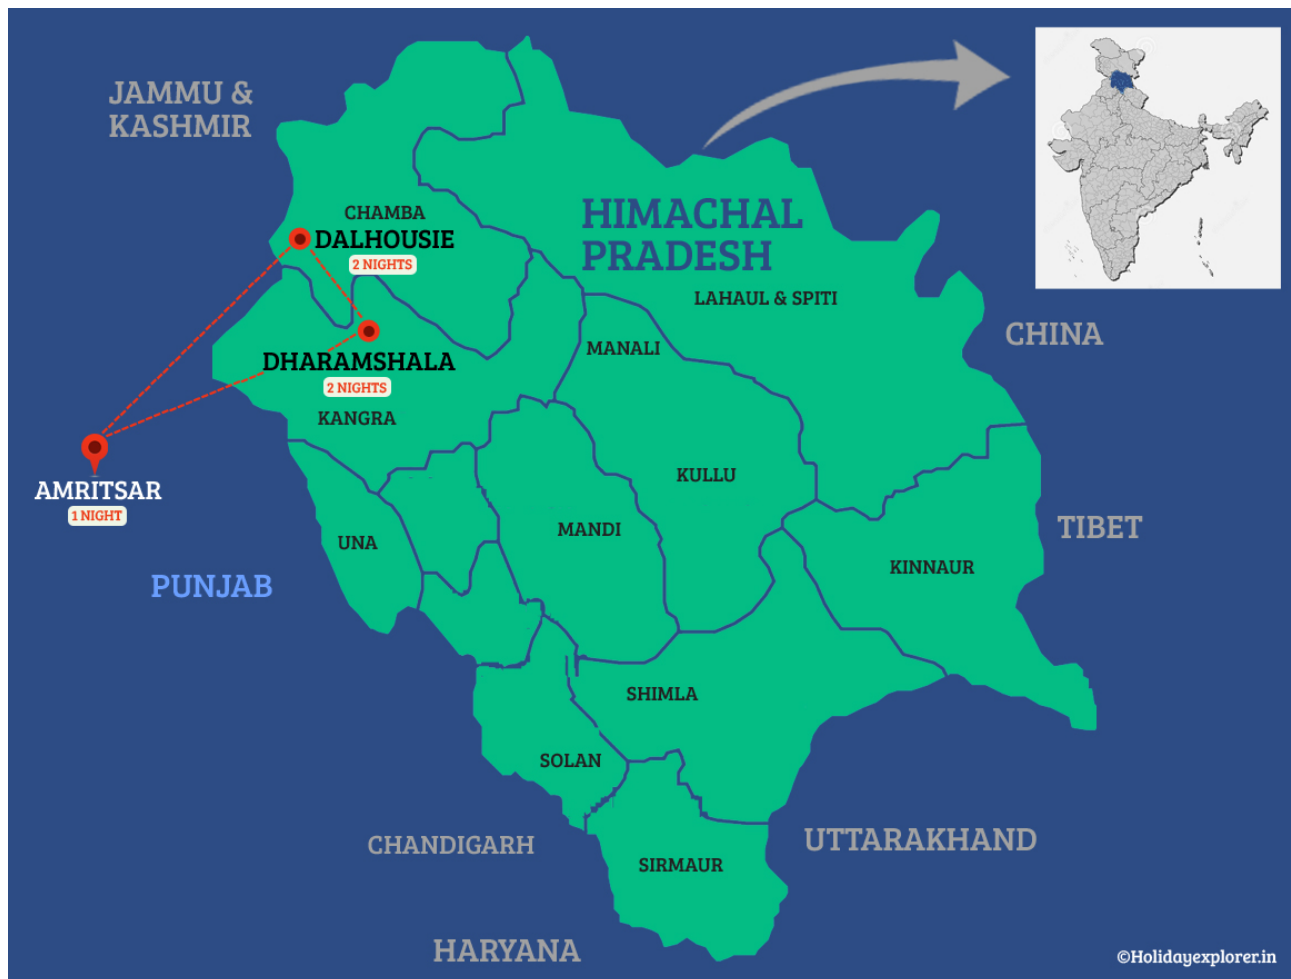 JAMMU &
KASHMIR
CHAMBA
DALHOUSIE
2 NIGHTS
HIMACHAL
PRADESH
LAHAUL & SPITI
CHINA
MANALI
DHARAMSHALA
2 NIGHTS
KANGRA
AMRITSAR
1 NIGHT
KULLU
MANDI
UNA
TIBET
KINNAUR
PUNJAB
SHIMLA
SOLAN
CHANDIGARH
UTTARAKHAND
SIRMAUR
HARYANA
©Holidayexplorer.in